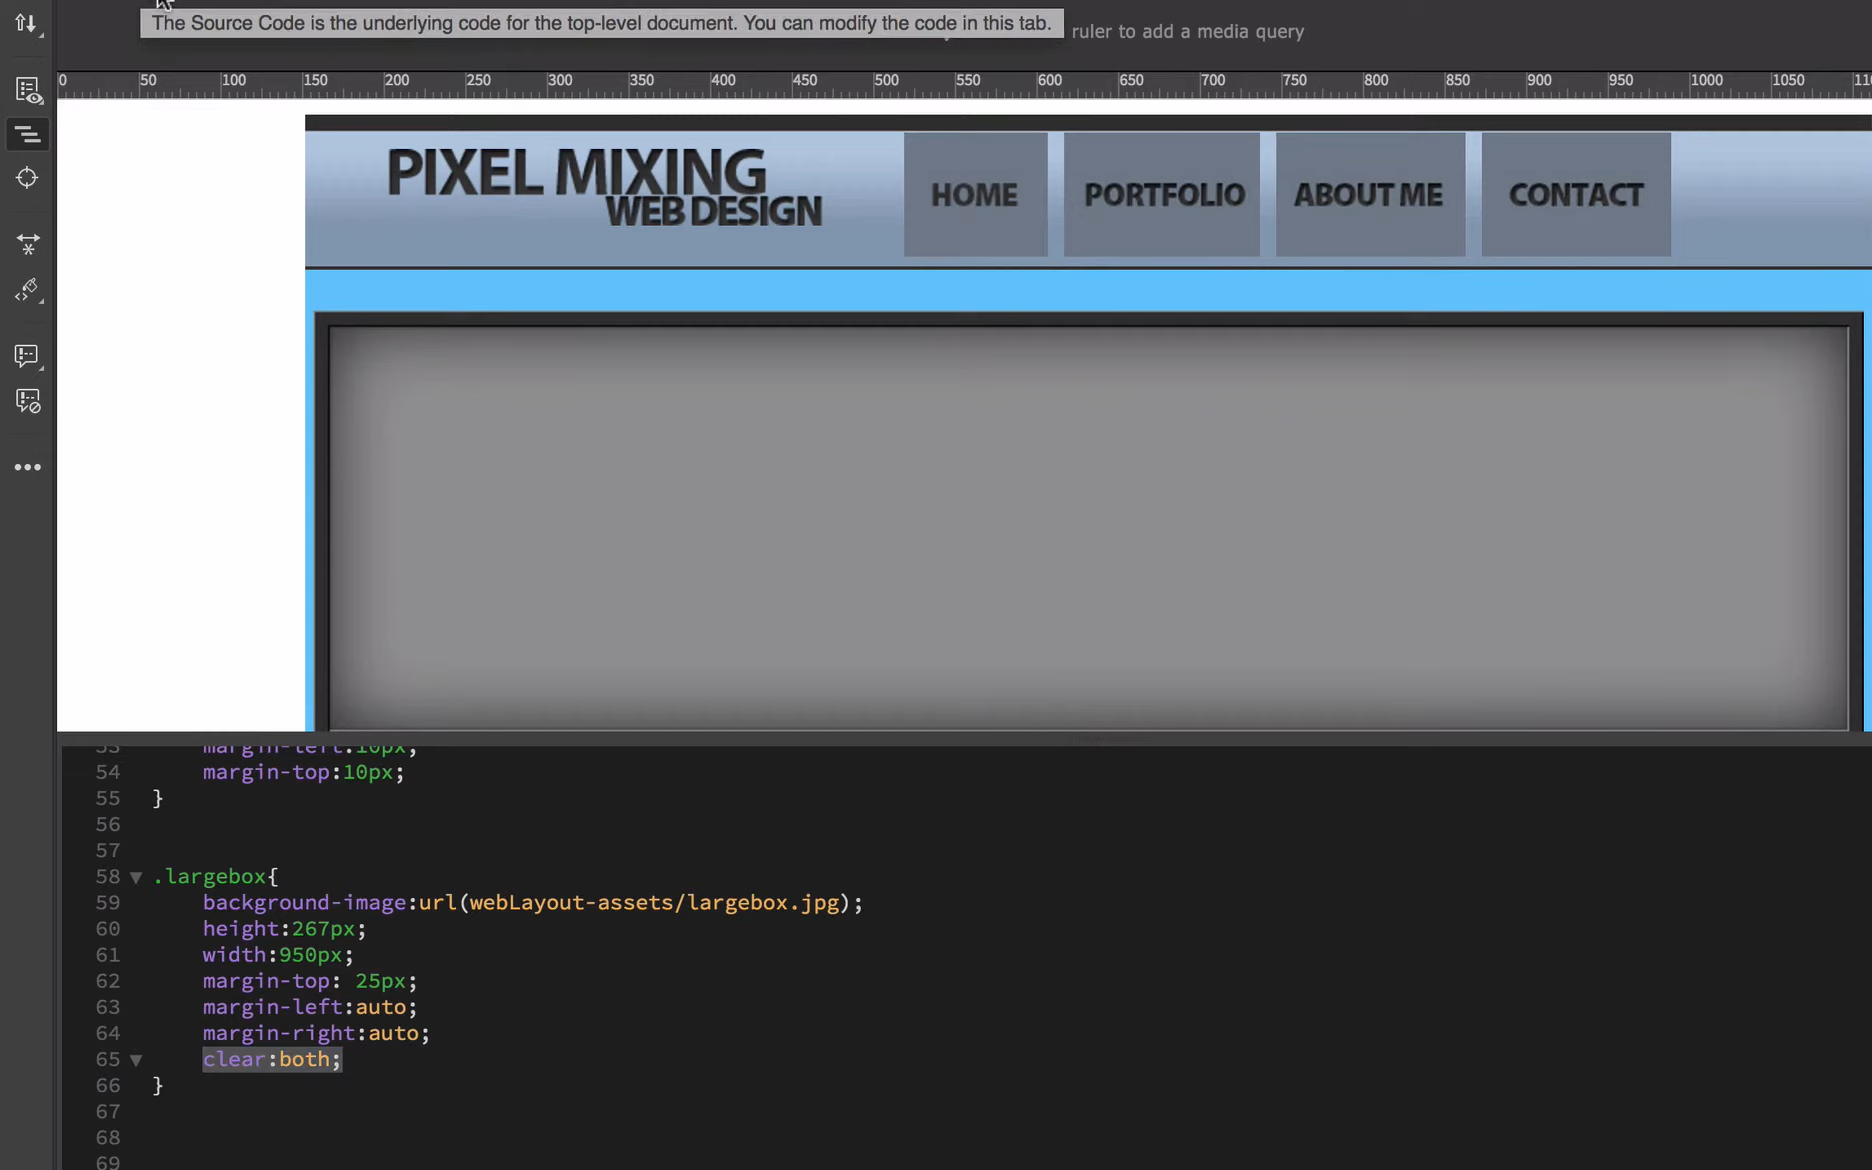 The Source Code is the underlying code for the top-level document. You can modify the code in this tab.
ruler to add a media query
0 50 100 150 200 250 300 350 400 450 500 550 600 650 700 750 800 850 900 950 1000 1050
PIXEL MIXING
WEB DESIGN
HOME PORTFOLIO ABOUT ME CONTACT
53 margin-left:10px;
54 margin-top:10px;
55 }
56
57
58 .largebox{
59 background-image:url(webLayout-assets/largebox.jpg);
60 height:267px;
61 width:950px;
62 margin-top: 25px;
63 margin-left:auto;
64 margin-right:auto;
65 clear:both;
66 }
67
68
69